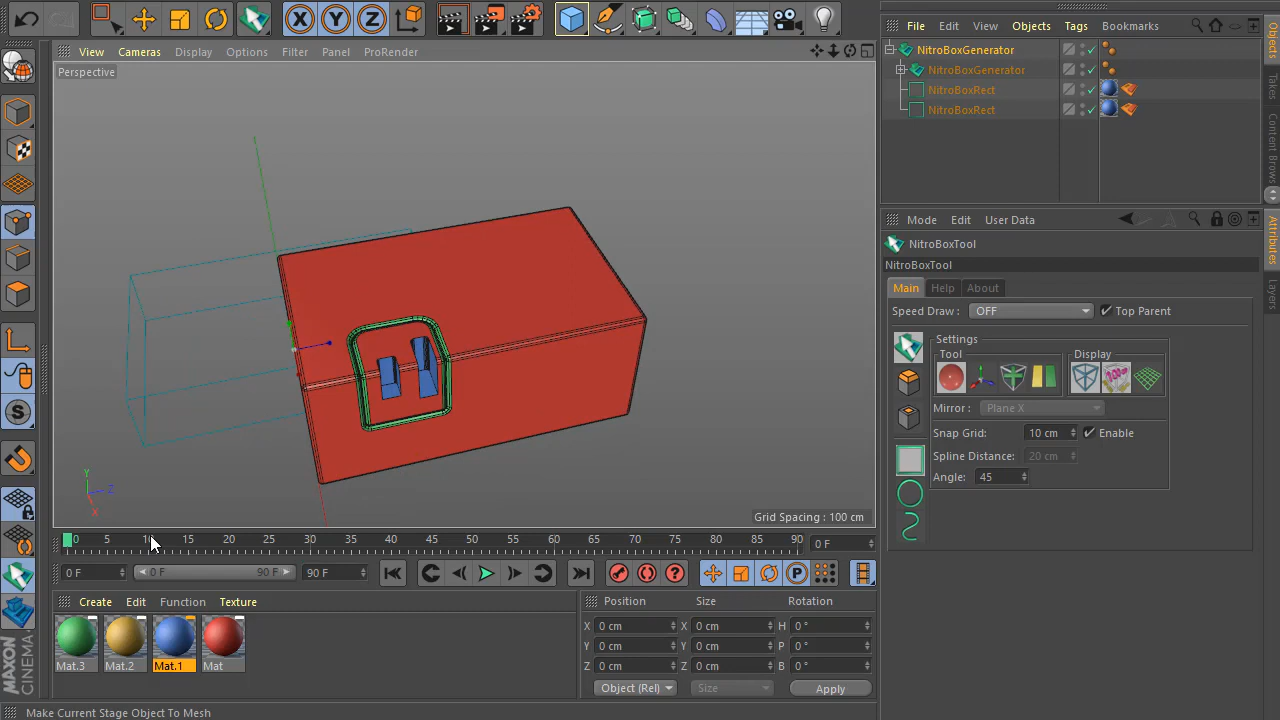 X Y Z
File Edit View Objects Tags Bookmarks
View Cameras Display Options Filter Panel ProRender
Perspective
NitroBoxGenerator
NitroBoxGenerator
NitroBoxRect
NitroBoxRect
Objects
Takes
Content Brows
Attributes
Layers
Mode Edit User Data
NitroBoxTool
NitroBoxTool
Main Help About
Speed Draw : OFF Top Parent
Settings
Tool Display
Mirror : Plane X
Snap Grid: 10 cm Enable
Spline Distance: 20 cm
Angle: 45
Y
Z
X
Grid Spacing : 100 cm
0 5 10 15 20 25 30 35 40 45 50 55 60 65 70 75 80 85 90 0 F
0 F 0 F 90 F 90 F
Create Edit Function Texture
Mat.3 Mat.2 Mat.1 Mat
Position Size Rotation
X 0 cm X 0 cm H 0 °
Y 0 cm Y 0 cm P 0 °
Z 0 cm Z 0 cm B 0 °
Object (Rel) Size Apply
MAXON
CINEMA
Make Current Stage Object To Mesh